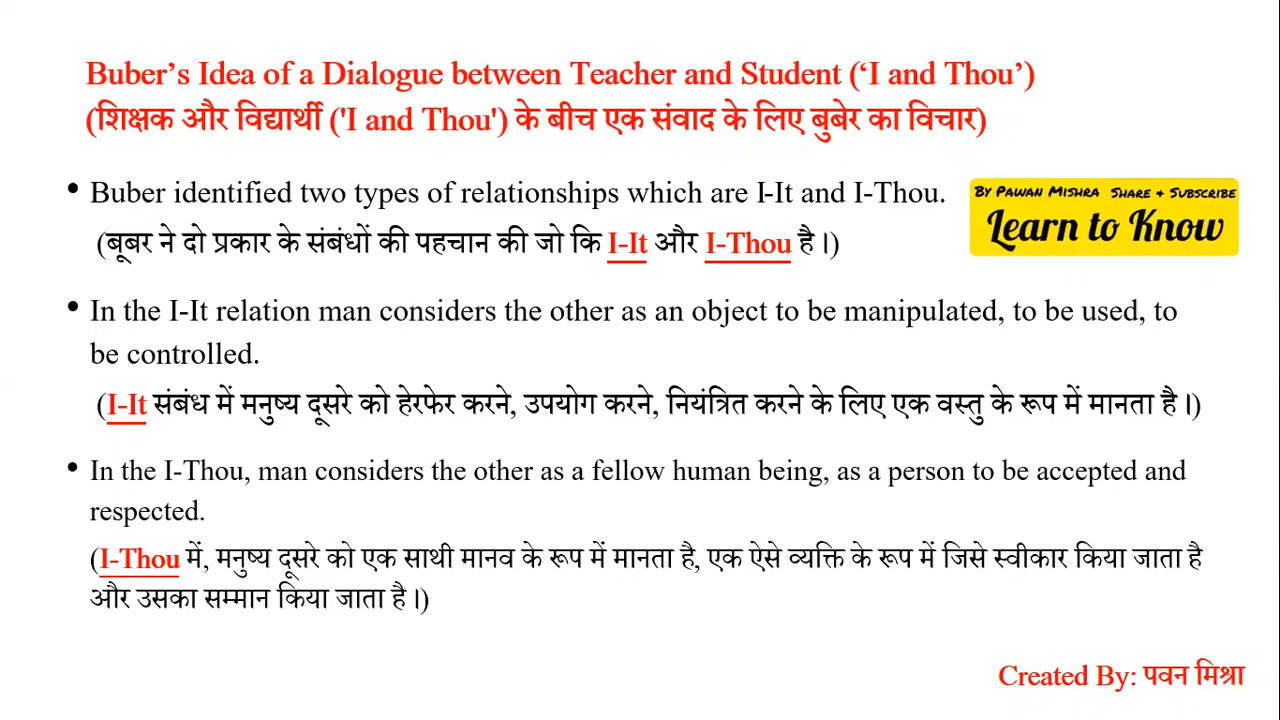 Buber’s Idea of a Dialogue between Teacher and Student (‘I and Thou’)
(शिक्षक और विद्यार्थी ('I and Thou') के बीच एक संवाद के लिए बुबेर का विचार)
• Buber identified two types of relationships which are I-It and I-Thou.
By Pawan Mishra Share & Subscribe
Learn to Know
(बूबर ने दो प्रकार के संबंधों की पहचान की जो कि I-It और I-Thou है।)
• In the I-It relation man considers the other as an object to be manipulated, to be used, to
be controlled.
(I-It संबंध में मनुष्य दूसरे को हेरफेर करने, उपयोग करने, नियंत्रित करने के लिए एक वस्तु के रूप में मानता है।)
• In the I-Thou, man considers the other as a fellow human being, as a person to be accepted and
respected.
(I-Thou में, मनुष्य दूसरे को एक साथी मानव के रूप में मानता है, एक ऐसे व्यक्ति के रूप में जिसे स्वीकार किया जाता है
और उसका सम्मान किया जाता है।)
Created By: पवन मिश्रा